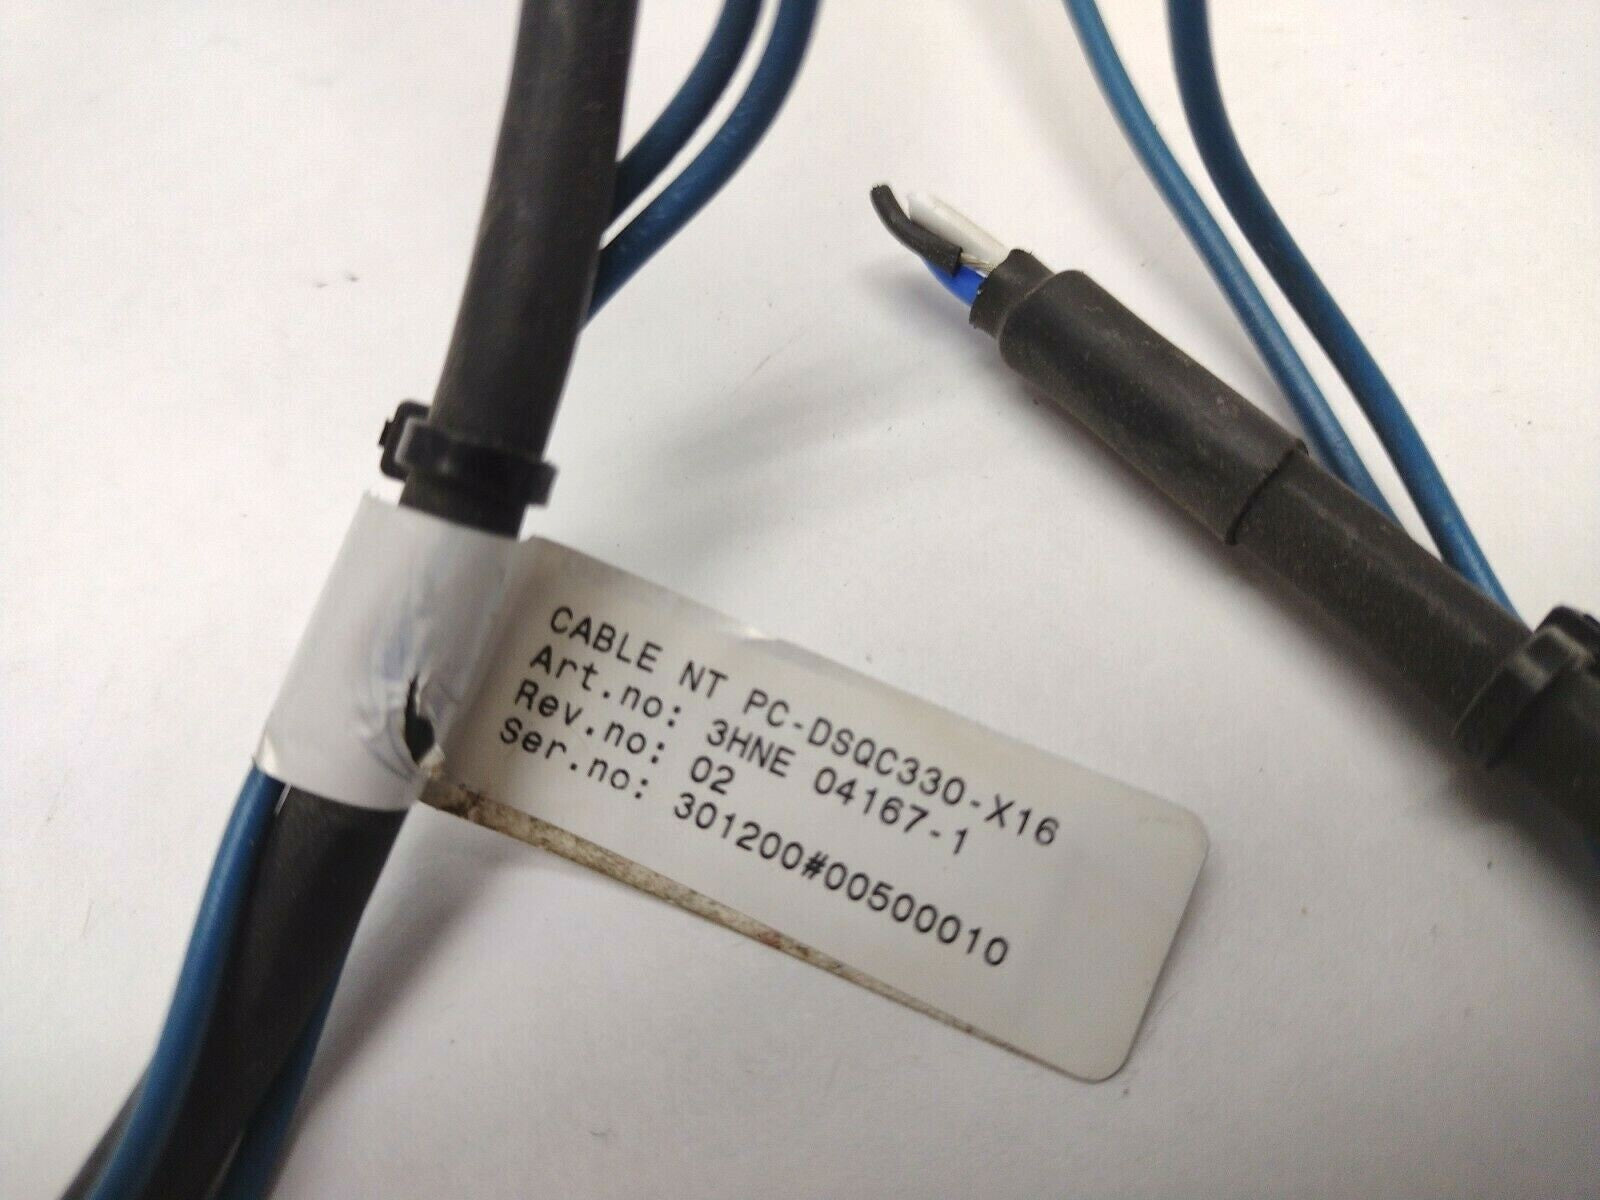 CABLE NT PC-DSQC330-X16
Art.no: 3HNE 04167-1
Rev.no: 02
Ser.no: 301200#00500010